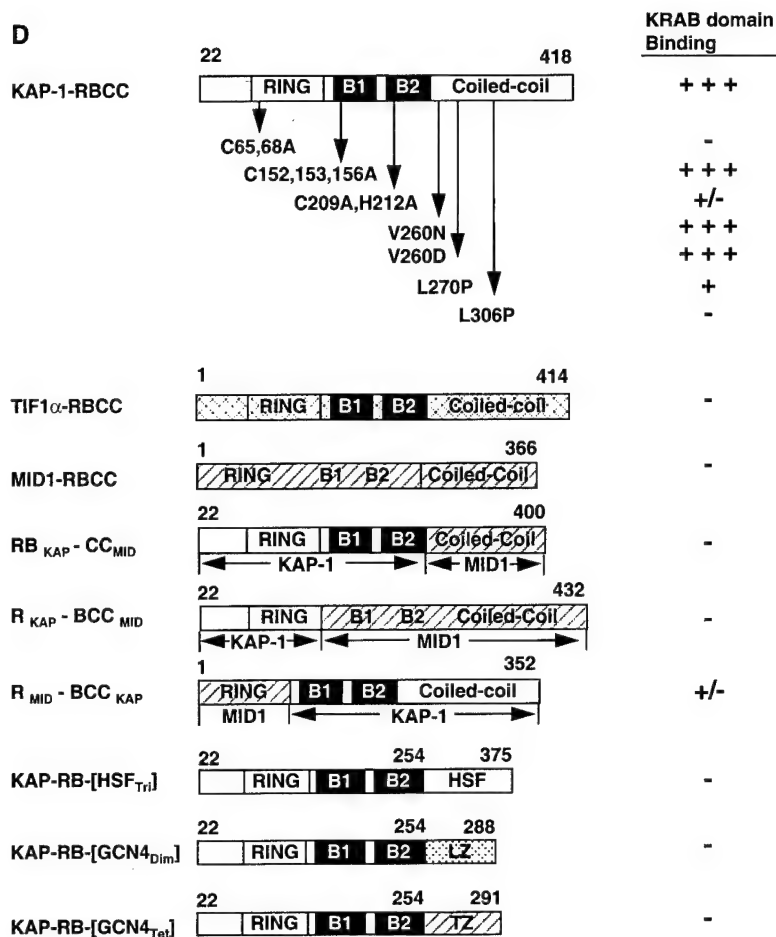 D
KRAB domain
Binding
22 418
KAP-1-RBCC RING B1 B2 Coiled-coil + + +
C65,68A -
C152,153,156A + + +
C209A,H212A +/-
V260N + + +
V260D + + +
L270P +
L306P -
1 414
TIF1α-RBCC RING B1 B2 Coiled-coil -
1 366
MID1-RBCC RING B1 B2 Coiled-Coil -
22 400
RB KAP - CC MID RING B1 B2 Coiled-Coil -
KAP-1 MID1
22 432
R KAP - BCC MID RING B1 B2 Coiled-Coil -
KAP-1 MID1
1 352
R MID - BCC KAP RING B1 B2 Coiled-coil +/-
MID1 KAP-1
22 254 375
KAP-RB-[HSFTri] RING B1 B2 HSF -
22 254 288
KAP-RB-[GCN4Dim] RING B1 B2 LZ -
22 254 291
KAP-RB-[GCN4Tet] RING B1 B2 TZ -